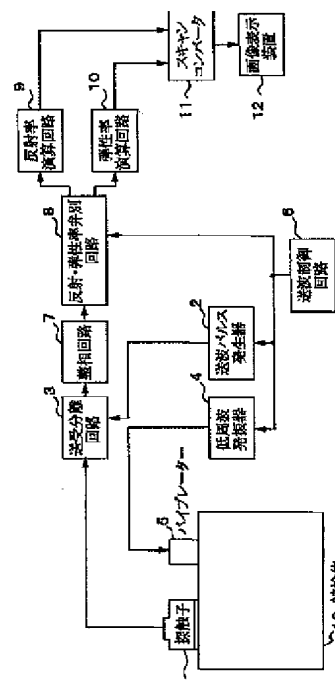 探触子
3
送受分離
回路
7
整相回路
8
反射・弾性率弁別
回路
9
反射率
演算回路
10
弾性率
演算回路
11
スキャン
コンバータ
12
画像表示
装置
5
バイブレーター
4
低周波
発振器
2
送波パルス
発生器
6
送波制御
回路